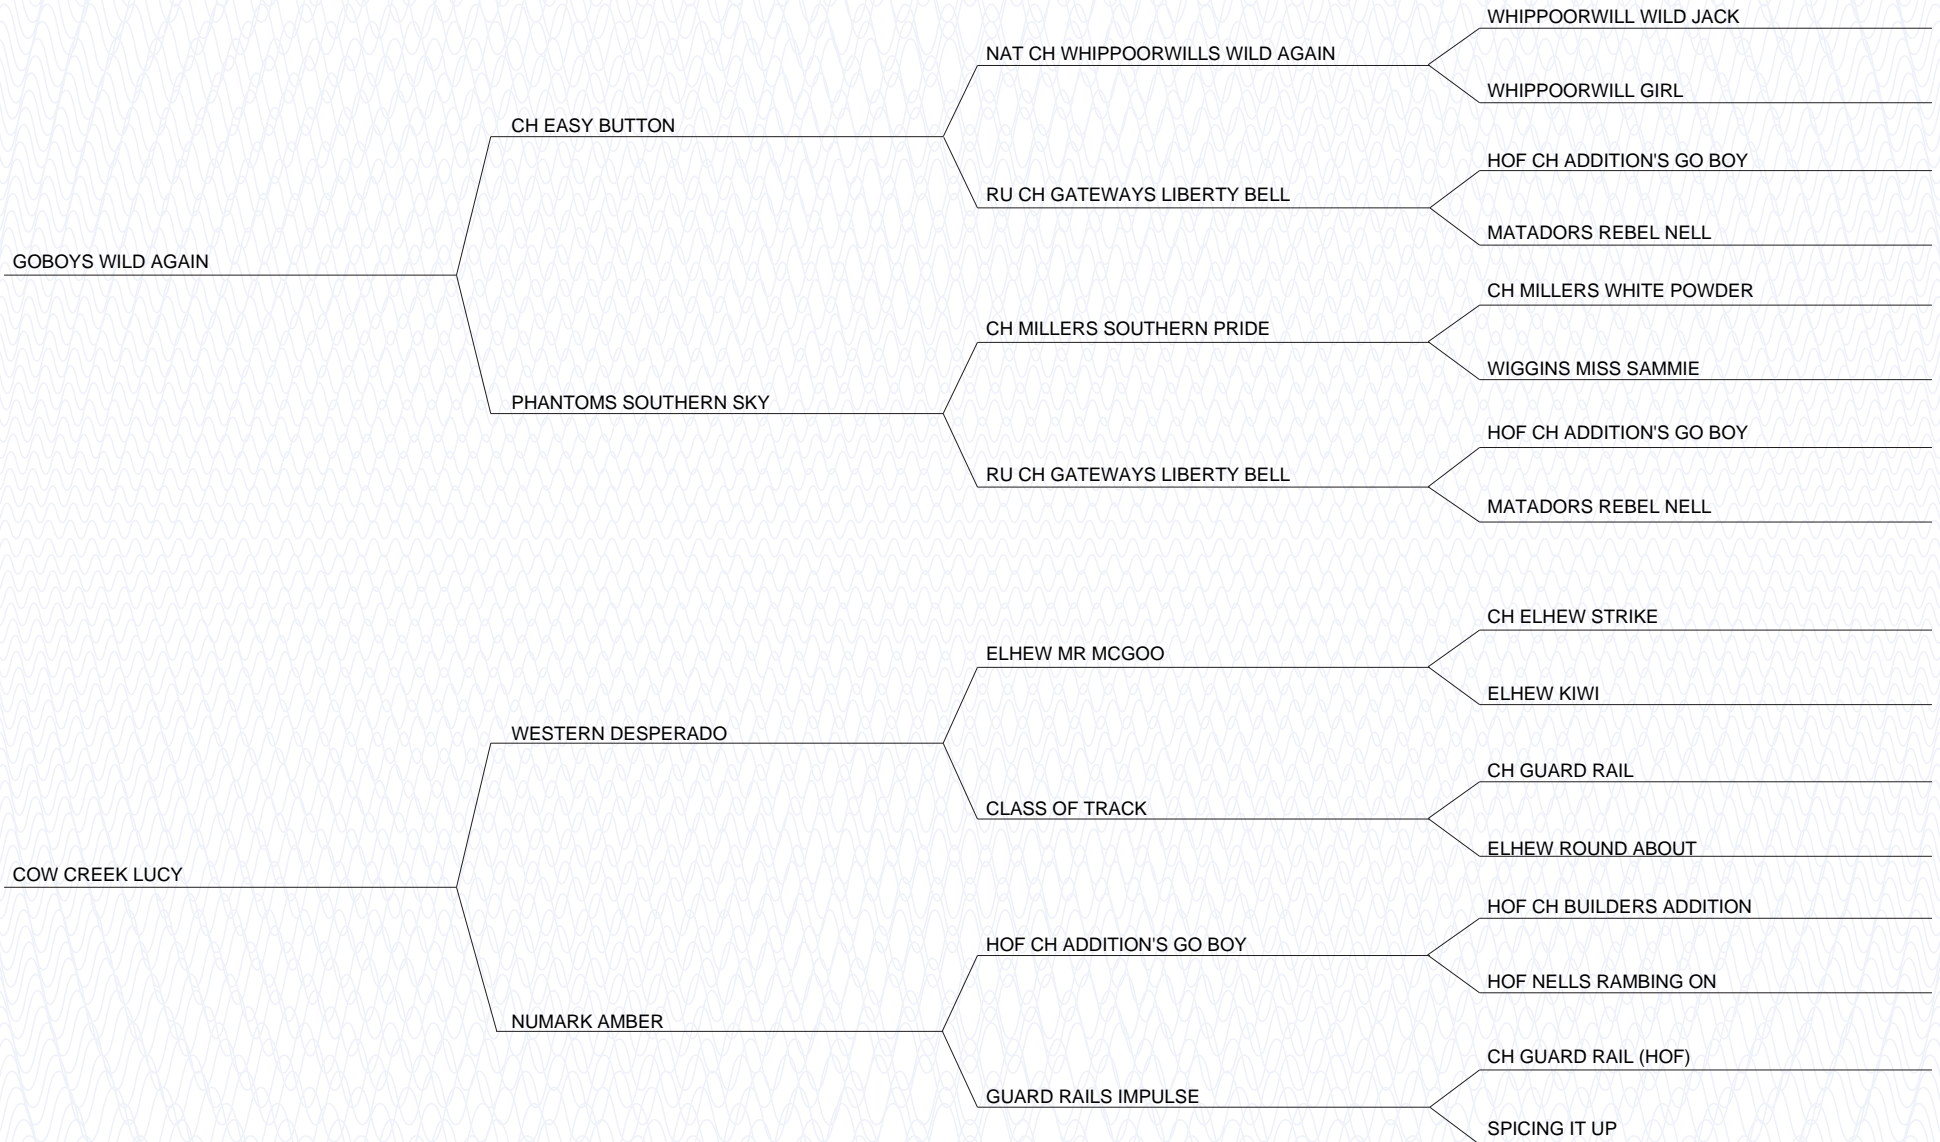 WHIPPOORWILL WILD JACK
NAT CH WHIPPOORWILLS WILD AGAIN
WHIPPOORWILL GIRL
CH EASY BUTTON
HOF CH ADDITION'S GO BOY
RU CH GATEWAYS LIBERTY BELL
MATADORS REBEL NELL
GOBOYS WILD AGAIN
CH MILLERS WHITE POWDER
CH MILLERS SOUTHERN PRIDE
WIGGINS MISS SAMMIE
PHANTOMS SOUTHERN SKY
HOF CH ADDITION'S GO BOY
RU CH GATEWAYS LIBERTY BELL
MATADORS REBEL NELL
CH ELHEW STRIKE
ELHEW MR MCGOO
ELHEW KIWI
WESTERN DESPERADO
CH GUARD RAIL
CLASS OF TRACK
ELHEW ROUND ABOUT
COW CREEK LUCY
HOF CH BUILDERS ADDITION
HOF CH ADDITION'S GO BOY
HOF NELLS RAMBING ON
NUMARK AMBER
CH GUARD RAIL (HOF)
GUARD RAILS IMPULSE
SPICING IT UP